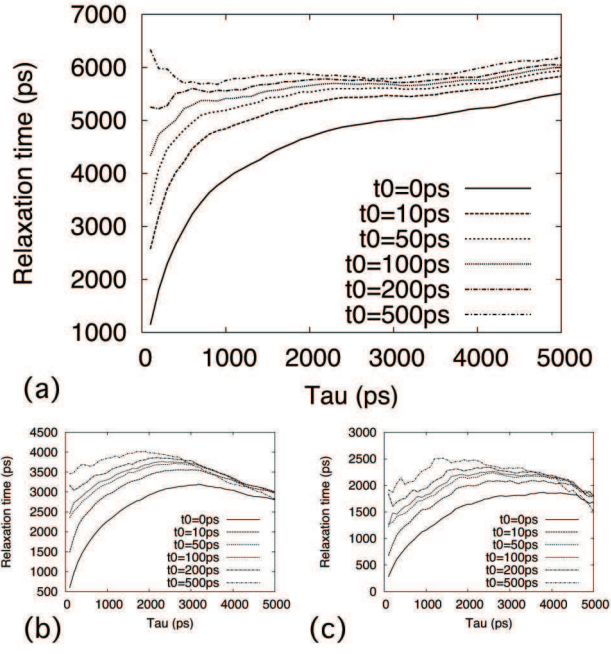 7000
6000
5000
4000
3000
2000
1000
Relaxation time (ps)
t0=0ps
t0=10ps
t0=50ps
t0=100ps
t0=200ps
t0=500ps
0 1000 2000 3000 4000 5000
Tau (ps)
(a)
4500
4000
3500
3000
2500
2000
1500
1000
500
Relaxation time (ps)
t0=0ps
t0=10ps
t0=50ps
t0=100ps
t0=200ps
t0=500ps
0 1000 2000 3000 4000 5000
Tau (ps)
(b)
3000
2500
2000
1500
1000
500
0
Relaxation time (ps)
t0=0ps
t0=10ps
t0=50ps
t0=100ps
t0=200ps
t0=500ps
0 1000 2000 3000 4000 5000
Tau (ps)
(c)